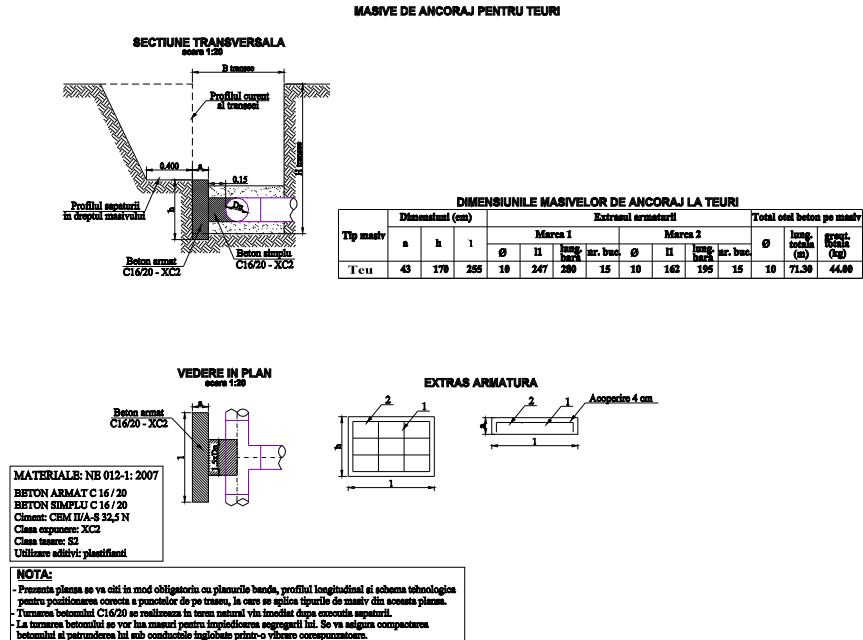 MASIVE DE ANCORAJ PENTRU TEURI
SECTIUNE TRANSVERSALA
scara 1:20
B transee
Profilul curent
al transeei
H transee
0.400
a
0.15
h
Dn
Profilul sapaturii
in dreptul masivului
Beton armat
C16/20 - XC2
Beton simplu
C16/20 - XC2
DIMENSIUNILE MASIVELOR DE ANCORAJ LA TEURI
Tip masiv Dimensiuni (cm) Extrasul armaturii Total otel beton pe masiv
Marca 1 Marca 2
a h l Ø l1 lung. bară nr. buc. Ø l1 lung. bară nr. buc. Ø lung. totala (m) greut. totala (kg)
Teu 43 170 255 10 247 280 15 10 162 195 15 10 71.30 44.00
VEDERE IN PLAN
scara 1:20
a
Beton armat
C16/20 - XC2
l
1.5xDn
EXTRAS ARMATURA
2
1
h
l
2
1
Acoperire 4 cm
a
l
MATERIALE: NE 012-1: 2007
BETON ARMAT C 16 / 20
BETON SIMPLU C 16 / 20
Ciment: CEM II/A-S 32,5 N
Clasa expunere: XC2
Clasa tasare: S2
Utilizare aditivi: plastifianti
NOTA:
- Prezenta plansa se va citi in mod obligatoriu cu planurile banda, profilul longitudinal si schema tehnologica
pentru pozitionarea corecta a punctelor de pe traseu, la care se aplica tipurile de masiv din aceasta plansa.
- Turnarea betonului C16/20 se realizeaza in teren natural viu imediat dupa executia sapaturii.
- La turnarea betonului se vor lua masuri pentru impiedicarea segregarii lui. Se va asigura compactarea
betonului si patrunderea lui sub conductele inglobate printr-o vibrare corespunzatoare.